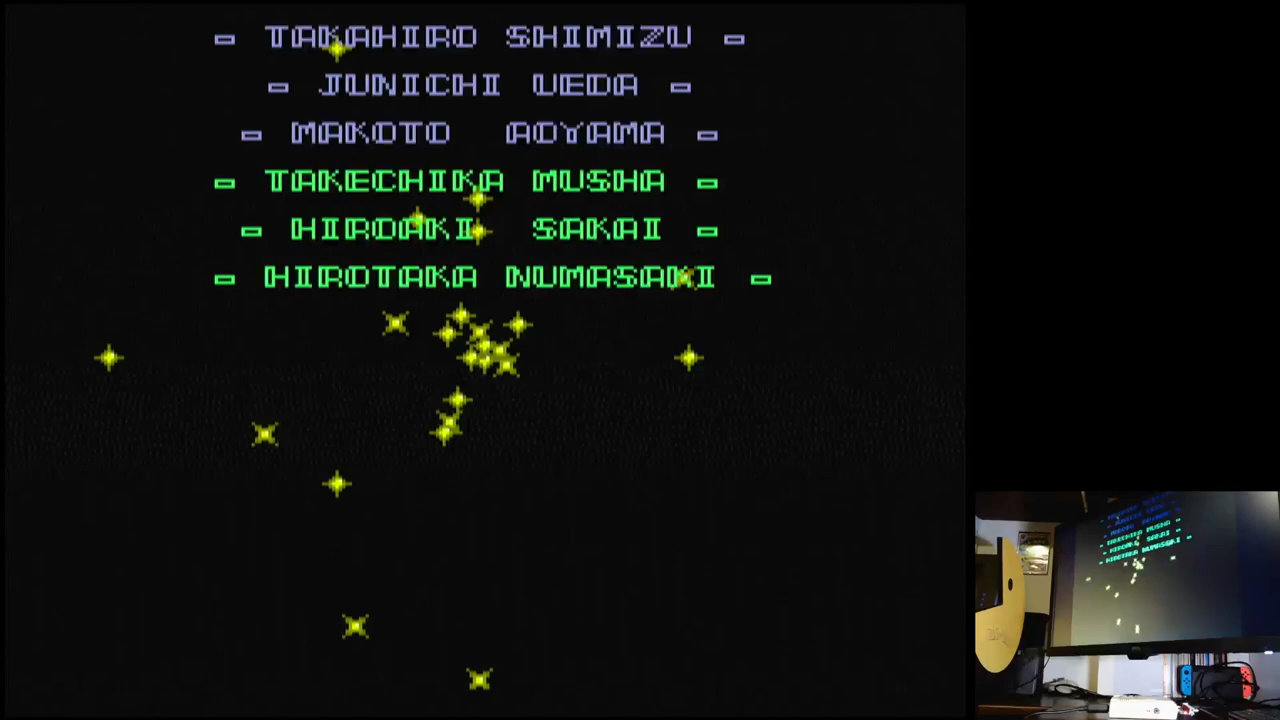 - TAKAHIRO SHIMIZU -
- JUNICHI UEDA -
- MAKOTO AOYAMA -
- TAKECHIKA MUSHA -
- HIROAKI SAKAI -
- HIROTAKA NUMASAKI -